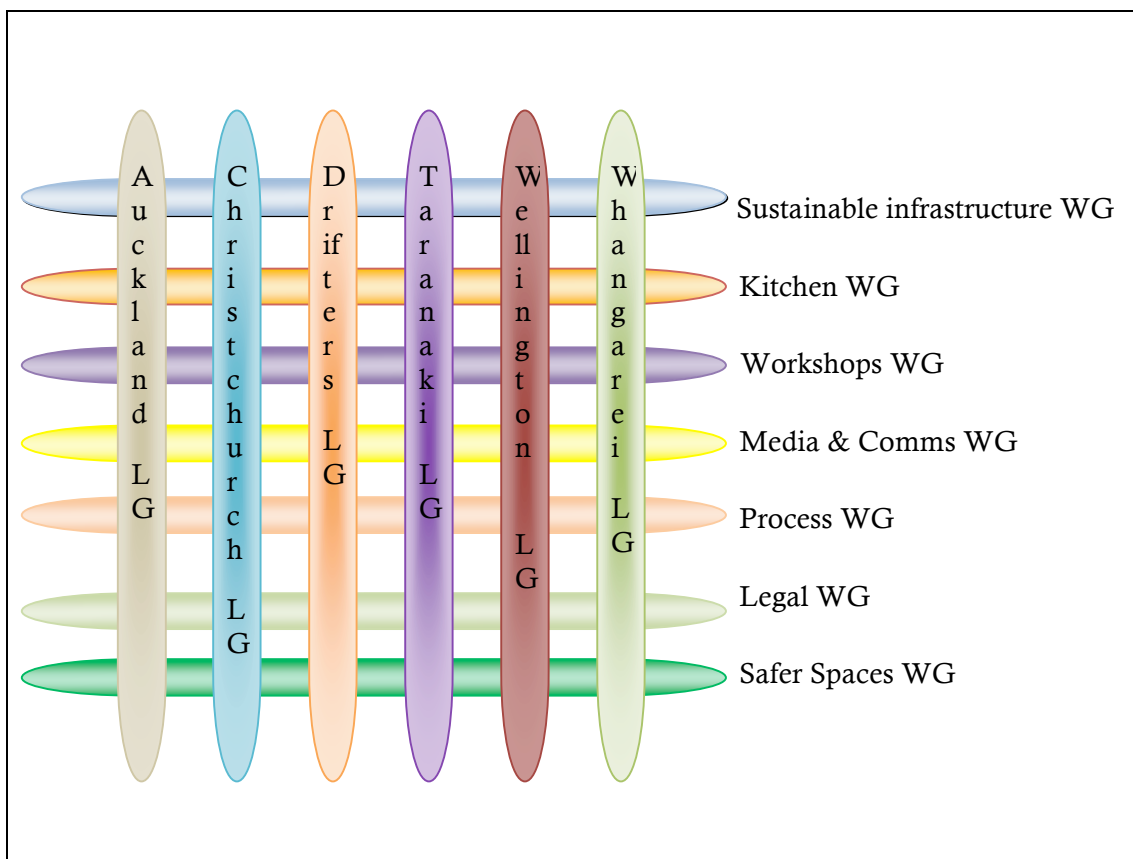 Auckland LG
Christchurch LG
Drifters LG
Taranaki LG
Wellington LG
Whangarei LG
Sustainable infrastructure WG
Kitchen WG
Workshops WG
Media & Comms WG
Process WG
Legal WG
Safer Spaces WG